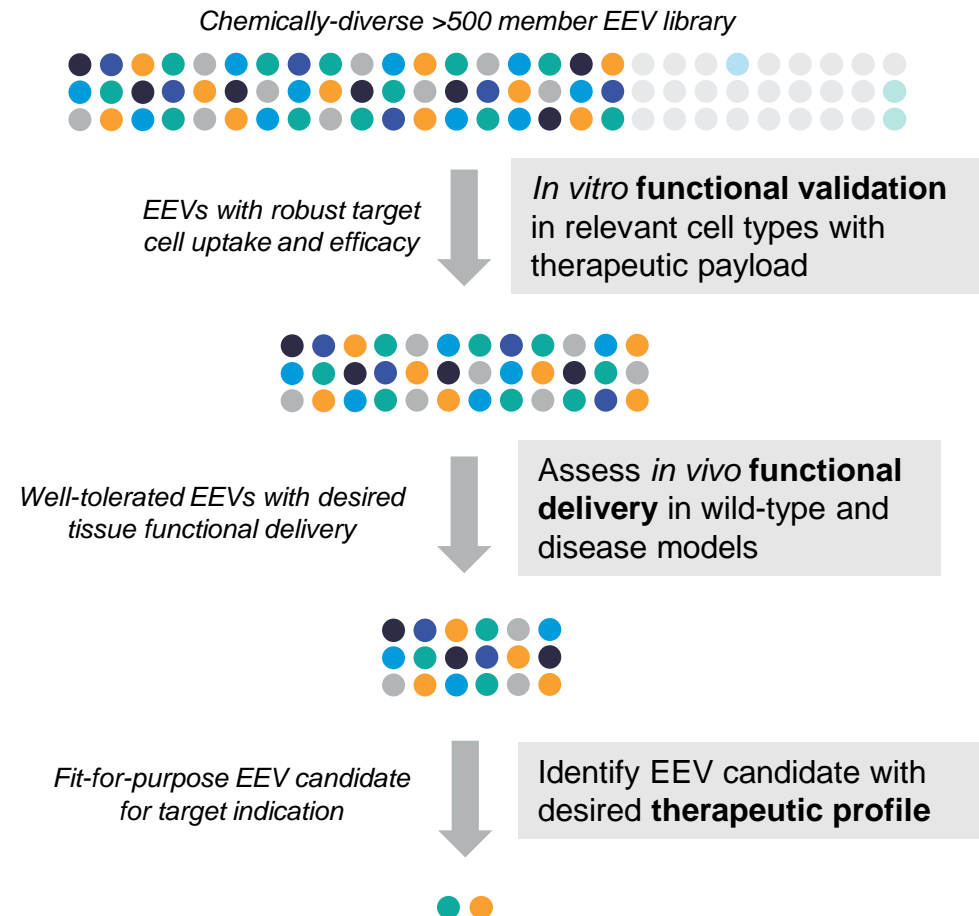 Chemically-diverse >500 member EEV library
EEVs with robust target
cell uptake and efficacy
In vitro functional validation
in relevant cell types with
therapeutic payload
Well-tolerated EEVs with desired
tissue functional delivery
Assess in vivo functional
delivery in wild-type and
disease models
Fit-for-purpose EEV candidate
for target indication
Identify EEV candidate with
desired therapeutic profile